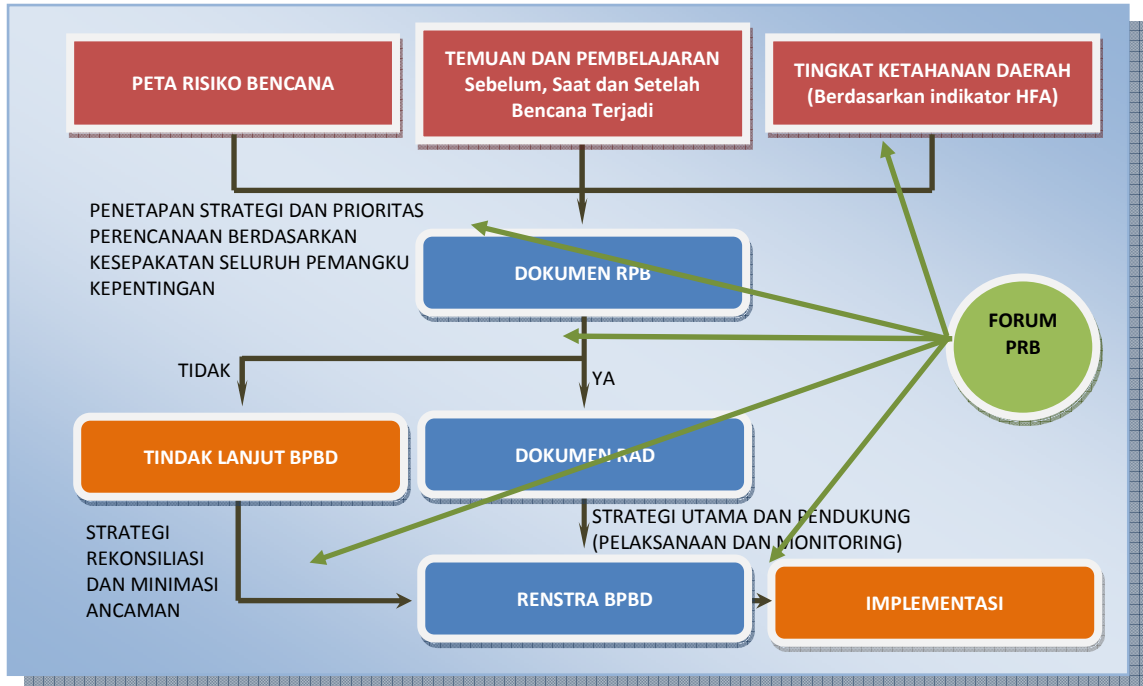 PETA RISIKO BENCANA
TEMUAN DAN PEMBELAJARAN
Sebelum, Saat dan Setelah
Bencana Terjadi
TINGKAT KETAHANAN DAERAH
(Berdasarkan indikator HFA)
PENETAPAN STRATEGI DAN PRIORITAS
PERENCANAAN BERDASARKAN
KESEPAKATAN SELURUH PEMANGKU
KEPENTINGAN
DOKUMEN RPB
FORUM
PRB
TIDAK
YA
TINDAK LANJUT BPBD
DOKUMEN RAD
STRATEGI
REKONSILIASI
DAN MINIMASI
ANCAMAN
STRATEGI UTAMA DAN PENDUKUNG
(PELAKSANAAN DAN MONITORING)
RENSTRA BPBD
IMPLEMENTASI